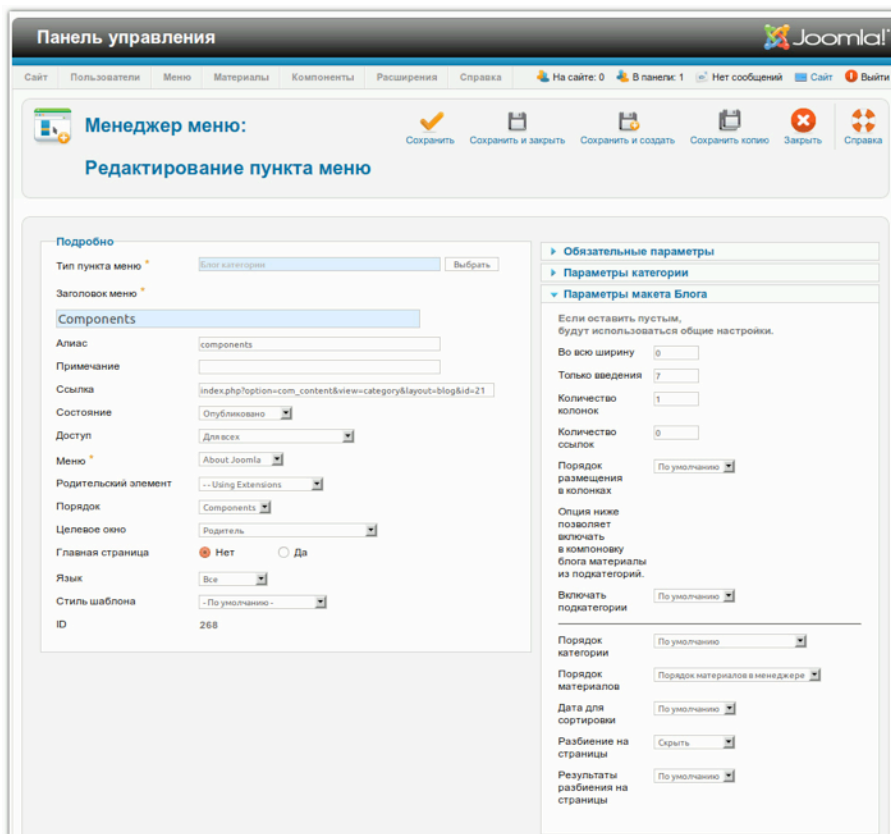 Панель управления
Joomla!
Сайт Пользователи Меню Материалы Компоненты Расширения Справка На сайте: 0 В панели: 1 Нет сообщений Сайт Выйти
Менеджер меню:
Редактирование пункта меню
Сохранить Сохранить и закрыть Сохранить и создать Сохранить копию Закрыть Справка
Подробно
Тип пункта меню * Блог категории Выбрать
Заголовок меню *
Components
Алиас components
Примечание
Ссылка index.php?option=com_content&view=category&layout=blog&id=21
Состояние Опубликовано
Доступ Для всех
Меню * About Joomla
Родительский элемент - - Using Extensions
Порядок Components
Целевое окно Родитель
Главная страница Нет Да
Язык Все
Стиль шаблона - По умолчанию -
ID 268
Обязательные параметры
Параметры категории
Параметры макета Блога
Если оставить пустым,
будут использоваться общие настройки.
Во всю ширину 0
Только введения 7
Количество
колонок 1
Количество
ссылок 0
Порядок
размещения
в колонках По умолчанию
Опция ниже
позволяет
включать
в компоновку
блога материалы
из подкатегорий.
Включать
подкатегории По умолчанию
Порядок
категории По умолчанию
Порядок
материалов Порядок материалов в менеджере
Дата для
сортировки По умолчанию
Разбиение на
страницы Скрыть
Результаты
разбиения на
страницы По умолчанию